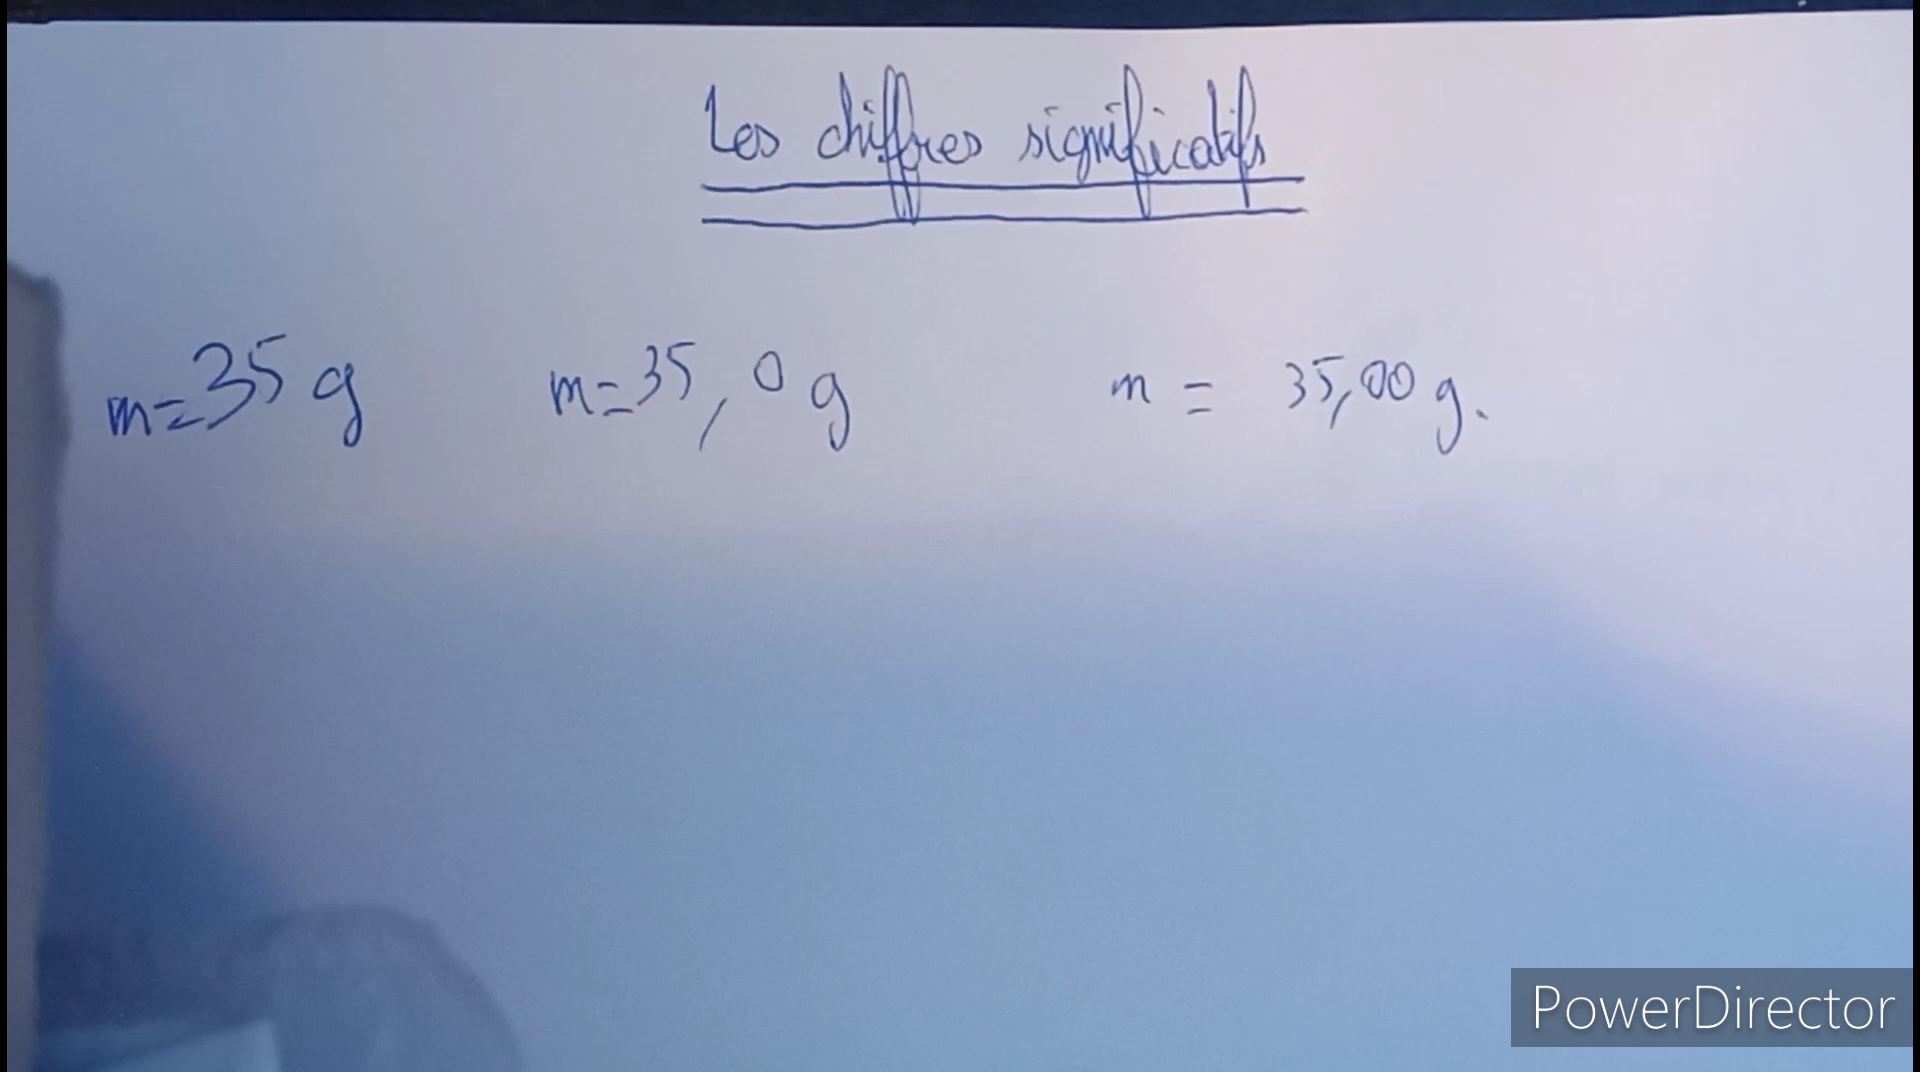 Les chiffres significatifs
m=35 g m=35,0 g m = 35,00 g.
PowerDirector